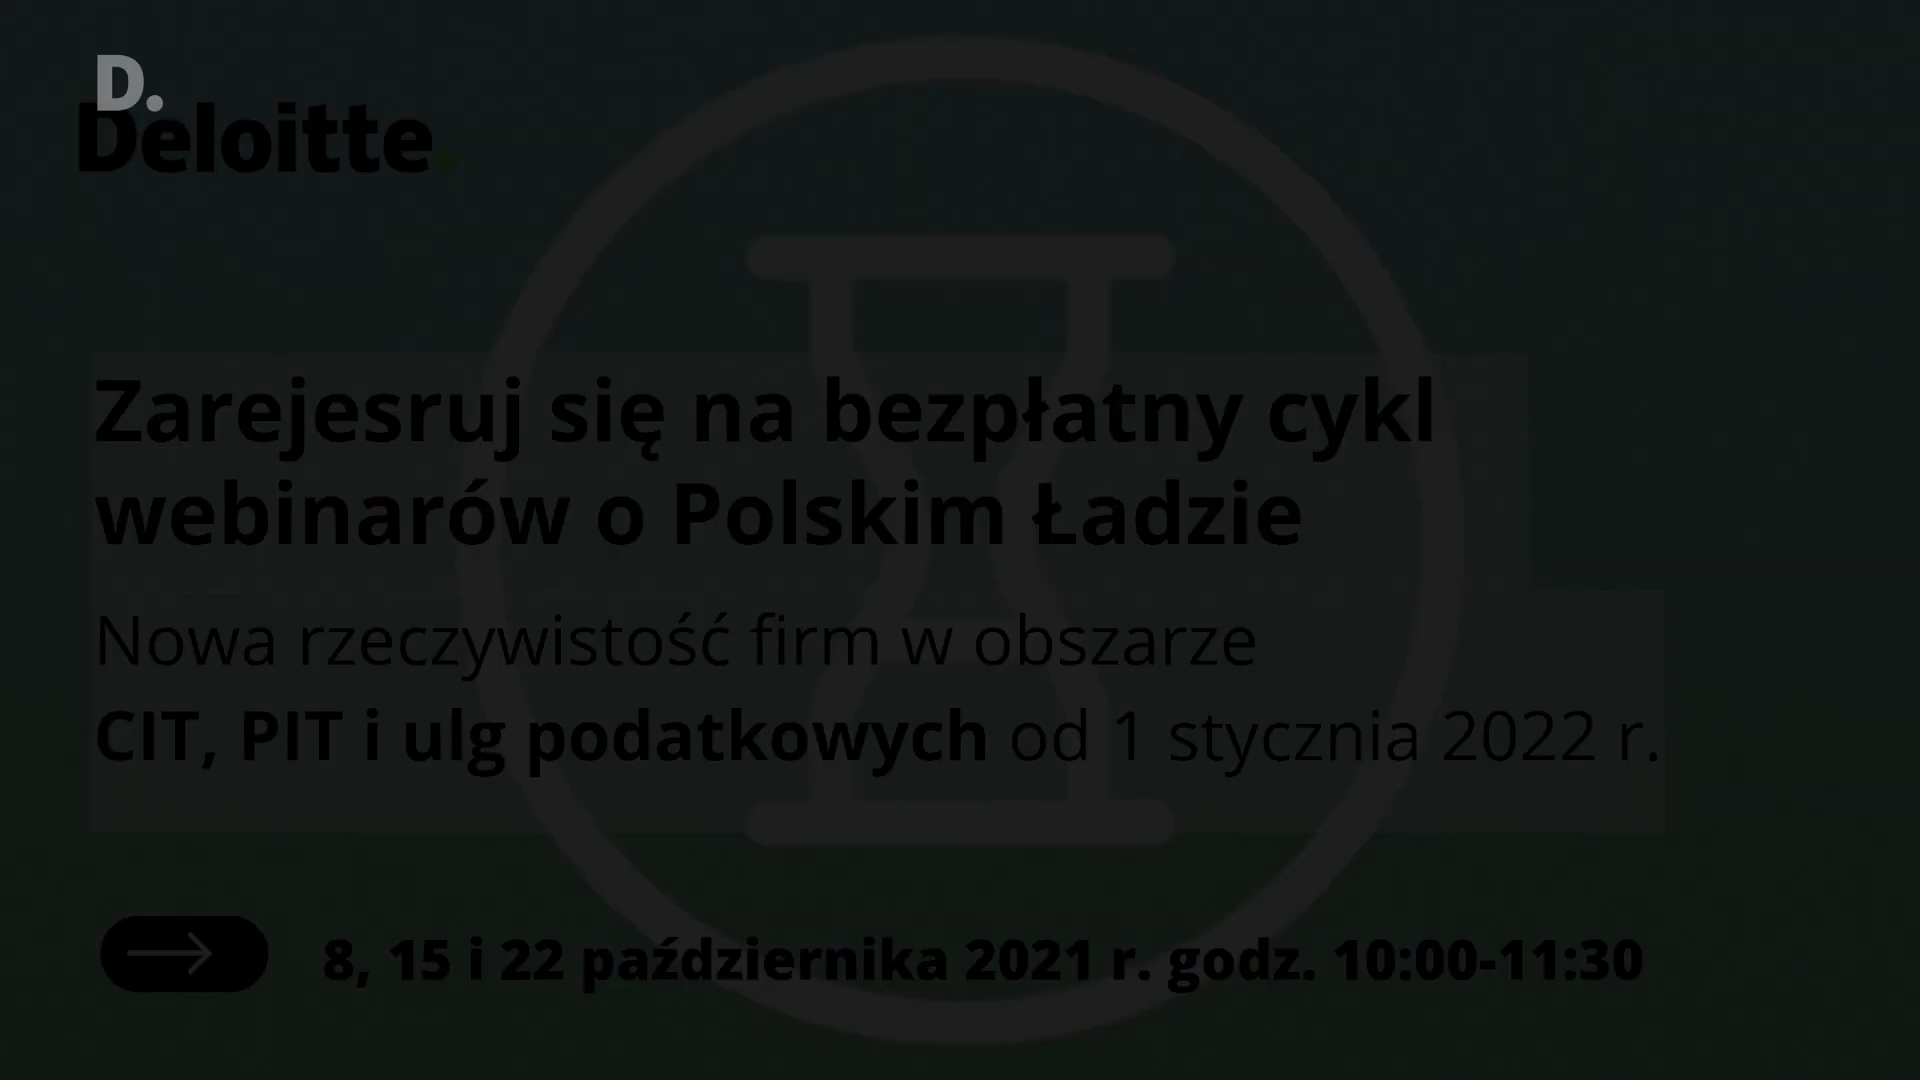 D.
Deloitte.
Zarejesruj się na bezpłatny cykl
webinarów o Polskim Ładzie
Nowa rzeczywistość firm w obszarze
CIT, PIT i ulg podatkowych od 1 stycznia 2022 r.
8, 15 i 22 października 2021 r. godz. 10:00-11:30